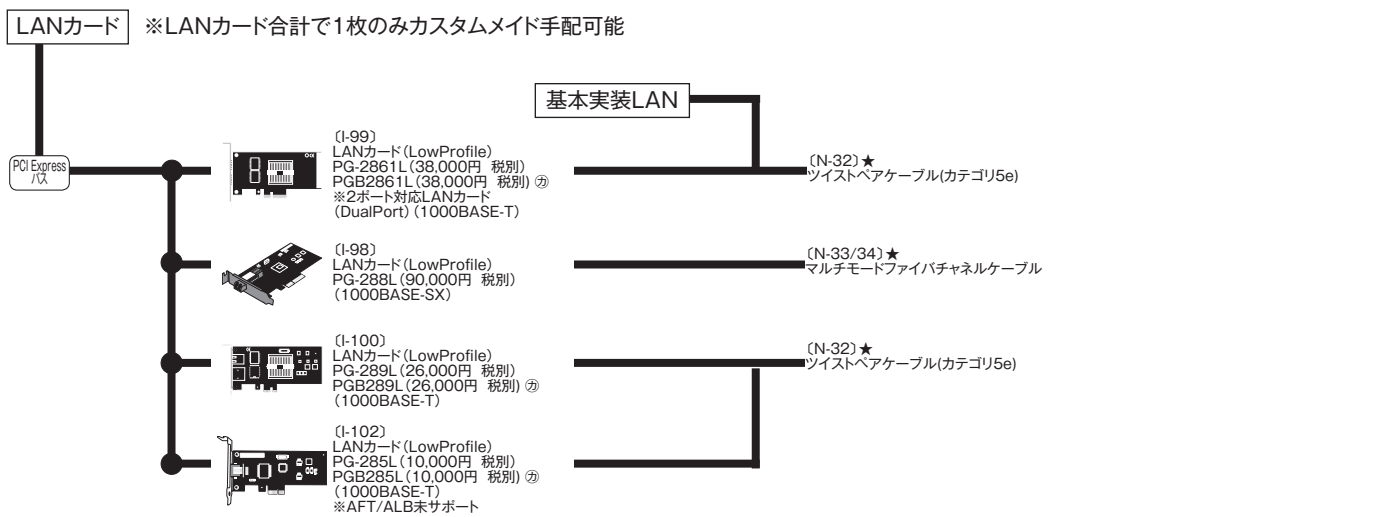 LANカード ※LANカード合計で1枚のみカスタムメイド手配可能
基本実装LAN
PCI Express
バス
〔I-99〕
LANカード(LowProfile)
PG-2861L(38,000円 税別)
PGB2861L(38,000円 税別) ㋕
※2ポート対応LANカード
(DualPort)(1000BASE-T)
〔N-32〕★
ツイストペアケーブル(カテゴリ5e)
〔I-98〕
LANカード(LowProfile)
PG-288L(90,000円 税別)
(1000BASE-SX)
〔N-33/34〕★
マルチモードファイバチャネルケーブル
〔I-100〕
LANカード(LowProfile)
PG-289L(26,000円 税別)
PGB289L(26,000円 税別) ㋕
(1000BASE-T)
〔N-32〕★
ツイストペアケーブル(カテゴリ5e)
〔I-102〕
LANカード(LowProfile)
PG-285L(10,000円 税別)
PGB285L(10,000円 税別) ㋕
(1000BASE-T)
※AFT/ALB未サポート